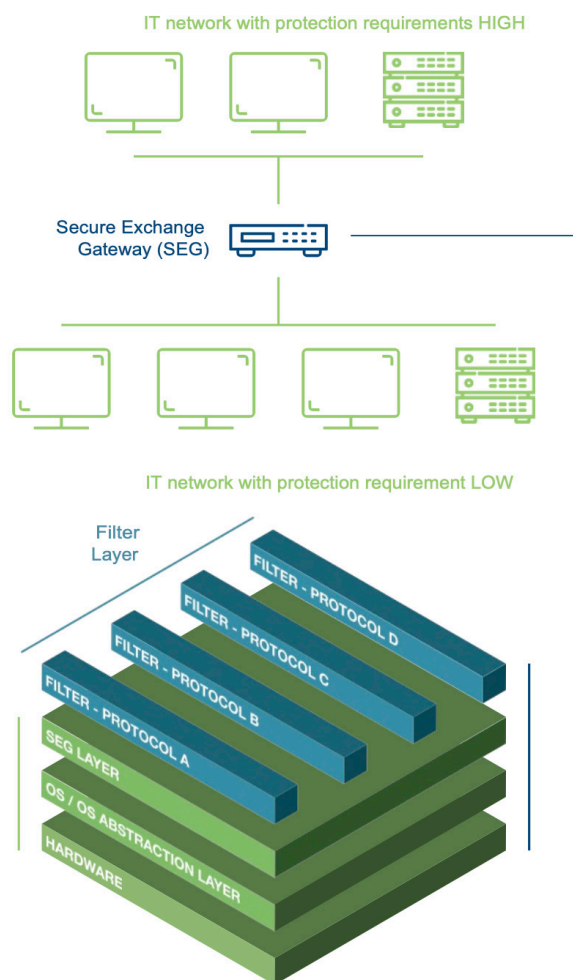 IT network with protection requirements HIGH
Secure Exchange
Gateway (SEG)
IT network with protection requirement LOW
Filter
Layer
FILTER - PROTOCOL D
FILTER - PROTOCOL C
FILTER - PROTOCOL B
FILTER - PROTOCOL A
SEG LAYER
OS / OS ABSTRACTION LAYER
HARDWARE